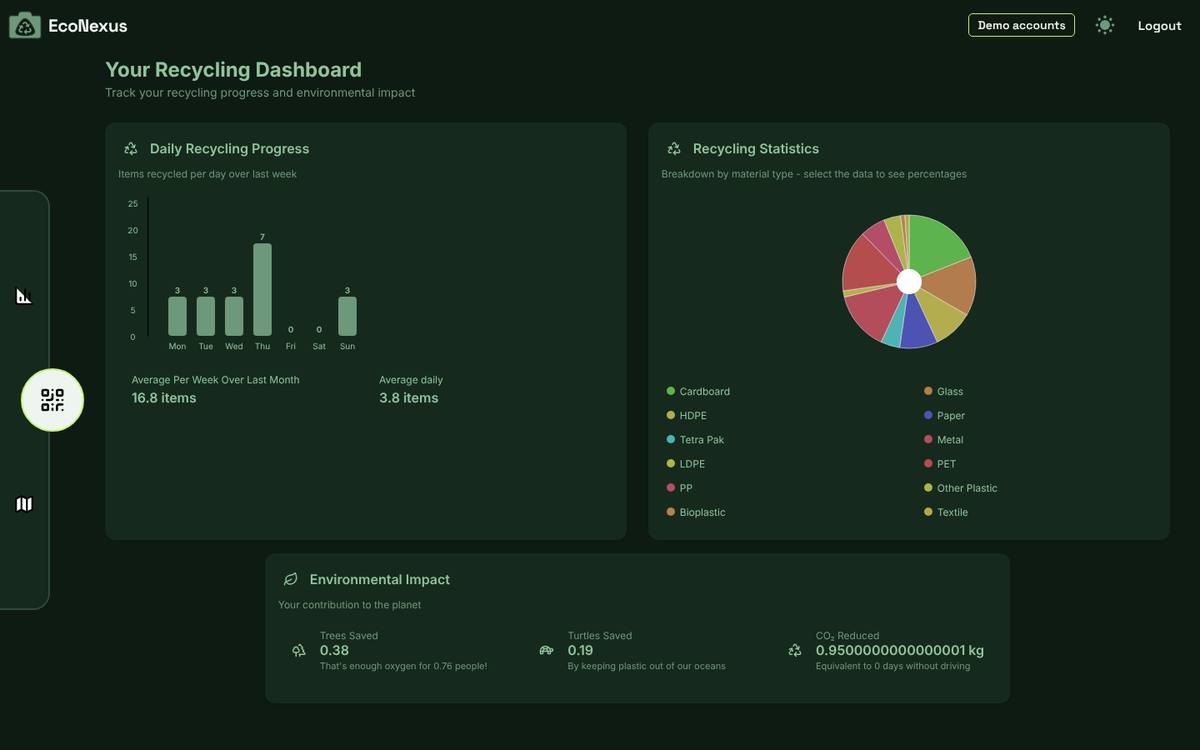 EcoNexus
Demo accounts
Logout
Your Recycling Dashboard
Track your recycling progress and environmental impact
Daily Recycling Progress
Items recycled per day over last week
25
20
15
10
5
0
3
3
3
7
0
0
3
Mon
Tue
Wed
Thu
Fri
Sat
Sun
Average Per Week Over Last Month
16.8 items
Average daily
3.8 items
Recycling Statistics
Breakdown by material type - select the data to see percentages
Cardboard
Glass
HDPE
Paper
Tetra Pak
Metal
LDPE
PET
PP
Other Plastic
Bioplastic
Textile
Environmental Impact
Your contribution to the planet
Trees Saved
0.38
That's enough oxygen for 0.76 people!
Turtles Saved
0.19
By keeping plastic out of our oceans
CO₂ Reduced
0.9500000000000001 kg
Equivalent to 0 days without driving